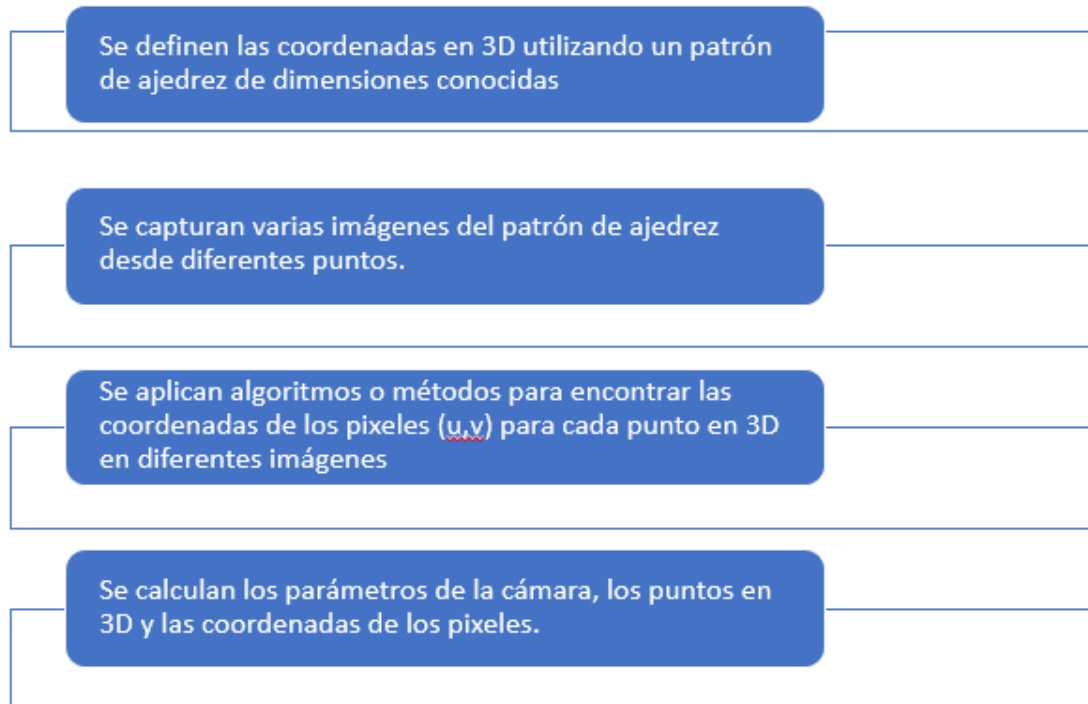 Se definen las coordenadas en 3D utilizando un patrón
de ajedrez de dimensiones conocidas
Se capturan varias imágenes del patrón de ajedrez
desde diferentes puntos.
Se aplican algoritmos o métodos para encontrar las
coordenadas de los pixeles (u,v) para cada punto en 3D
en diferentes imágenes
Se calculan los parámetros de la cámara, los puntos en
3D y las coordenadas de los pixeles.